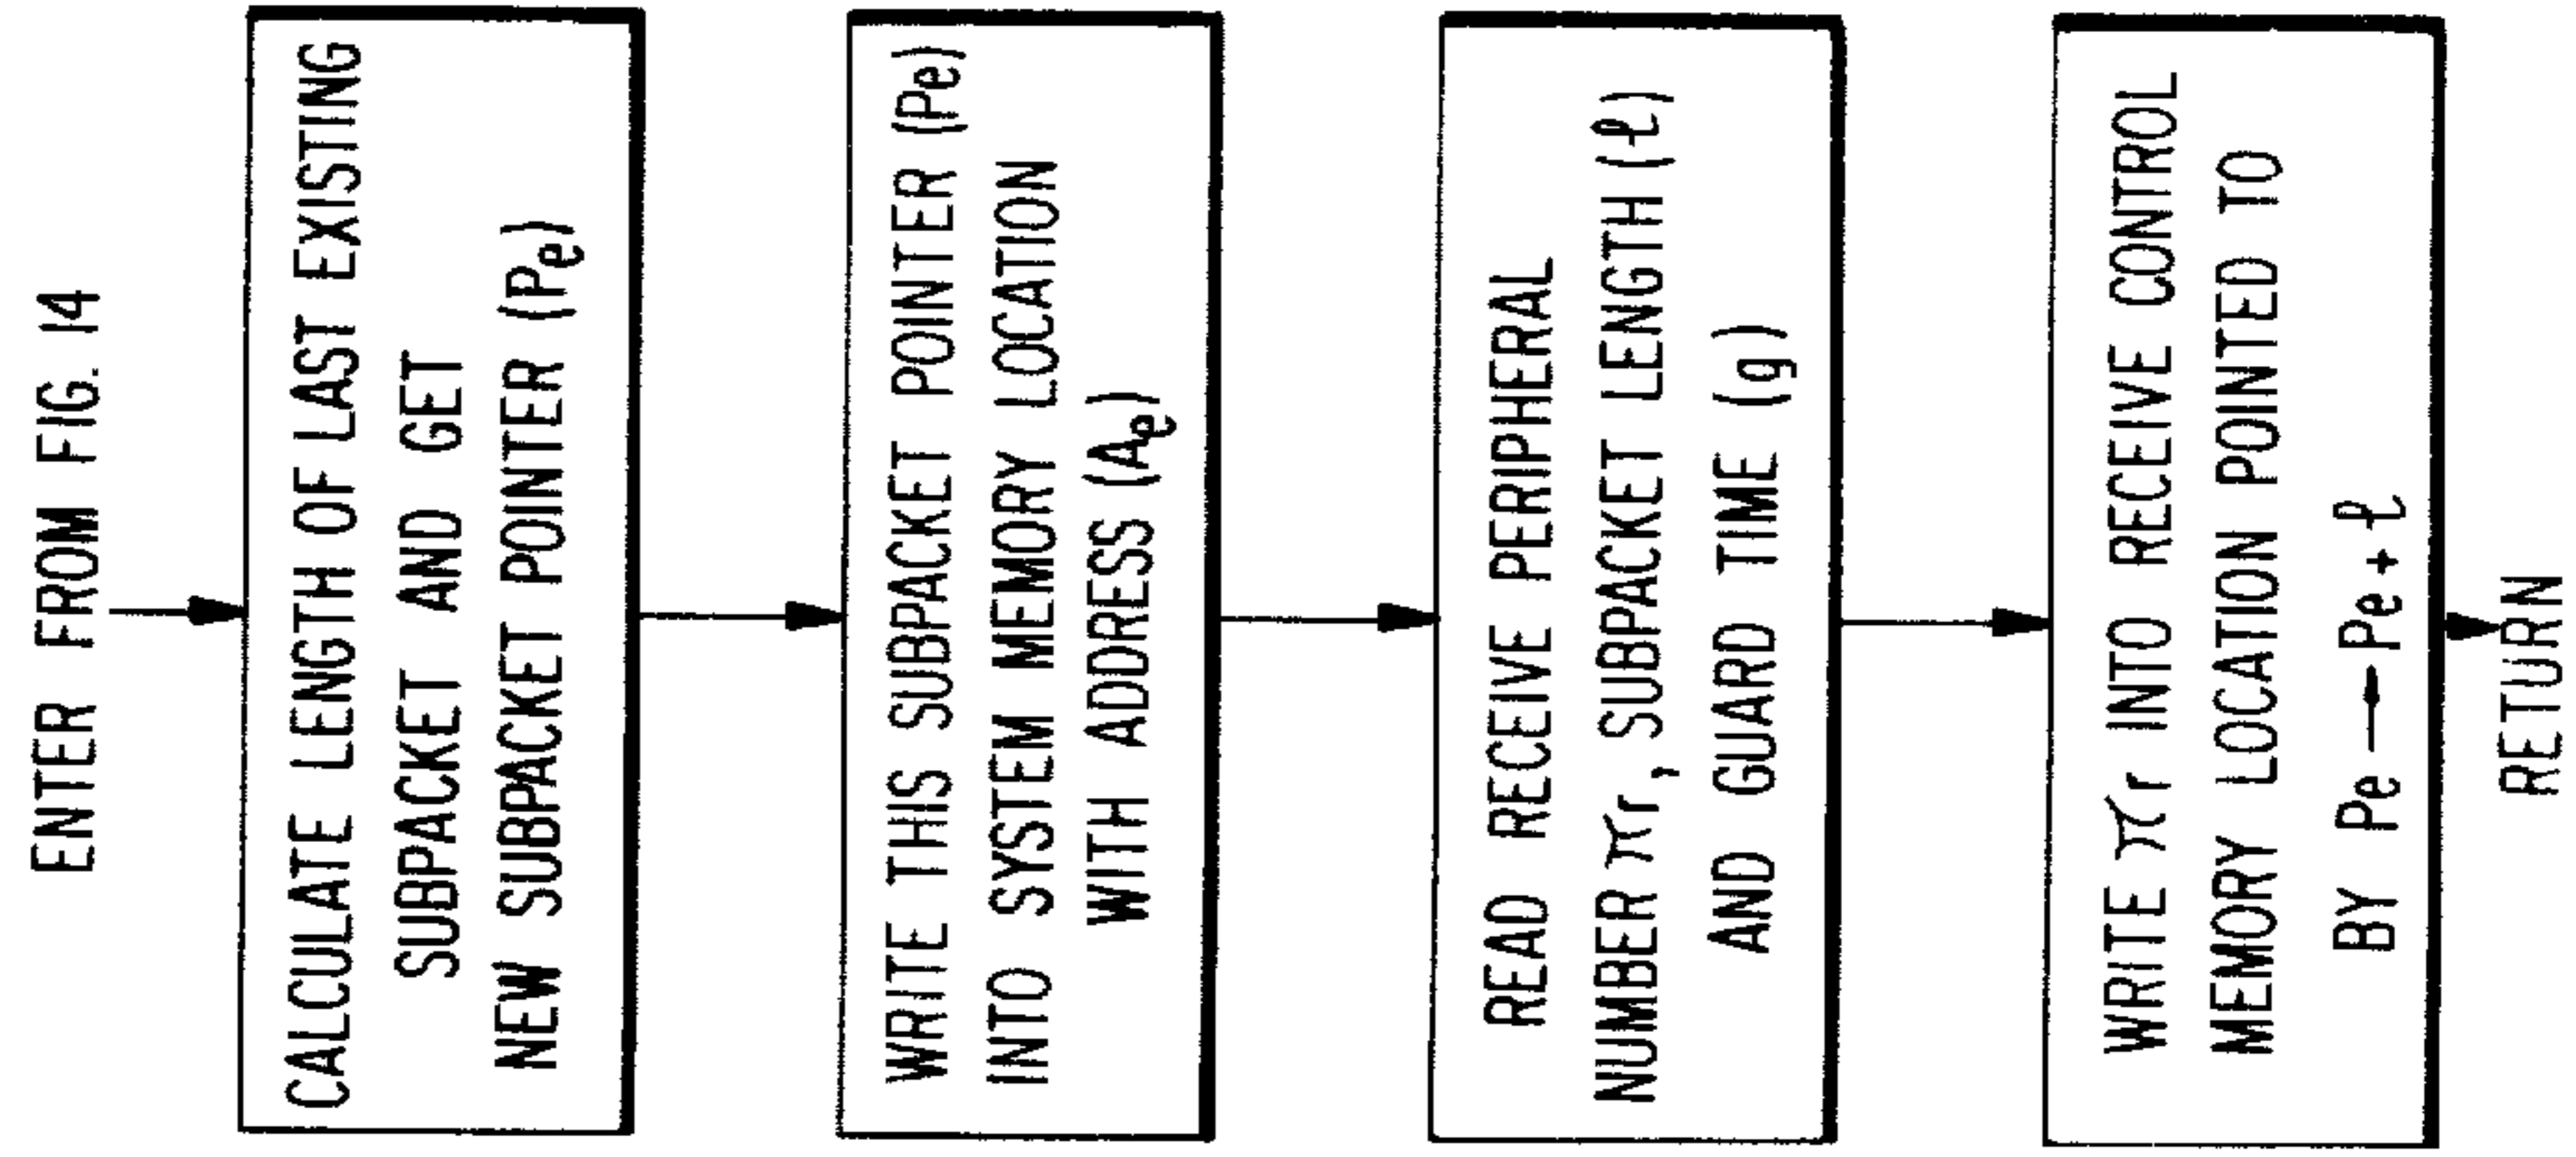 ENTER FROM FIG. 14
CALCULATE LENGTH OF LAST EXISTING
SUBPACKET AND GET
NEW SUBPACKET POINTER (Pe)
WRITE THIS SUBPACKET POINTER (Pe)
INTO SYSTEM MEMORY LOCATION
WITH ADDRESS (Ae)
READ RECEIVE PERIPHERAL
NUMBER πr, SUBPACKET LENGTH (ℓ)
AND GUARD TIME (g)
WRITE πr INTO RECEIVE CONTROL
MEMORY LOCATION POINTED TO
BY Pe → Pe + ℓ
RETURN